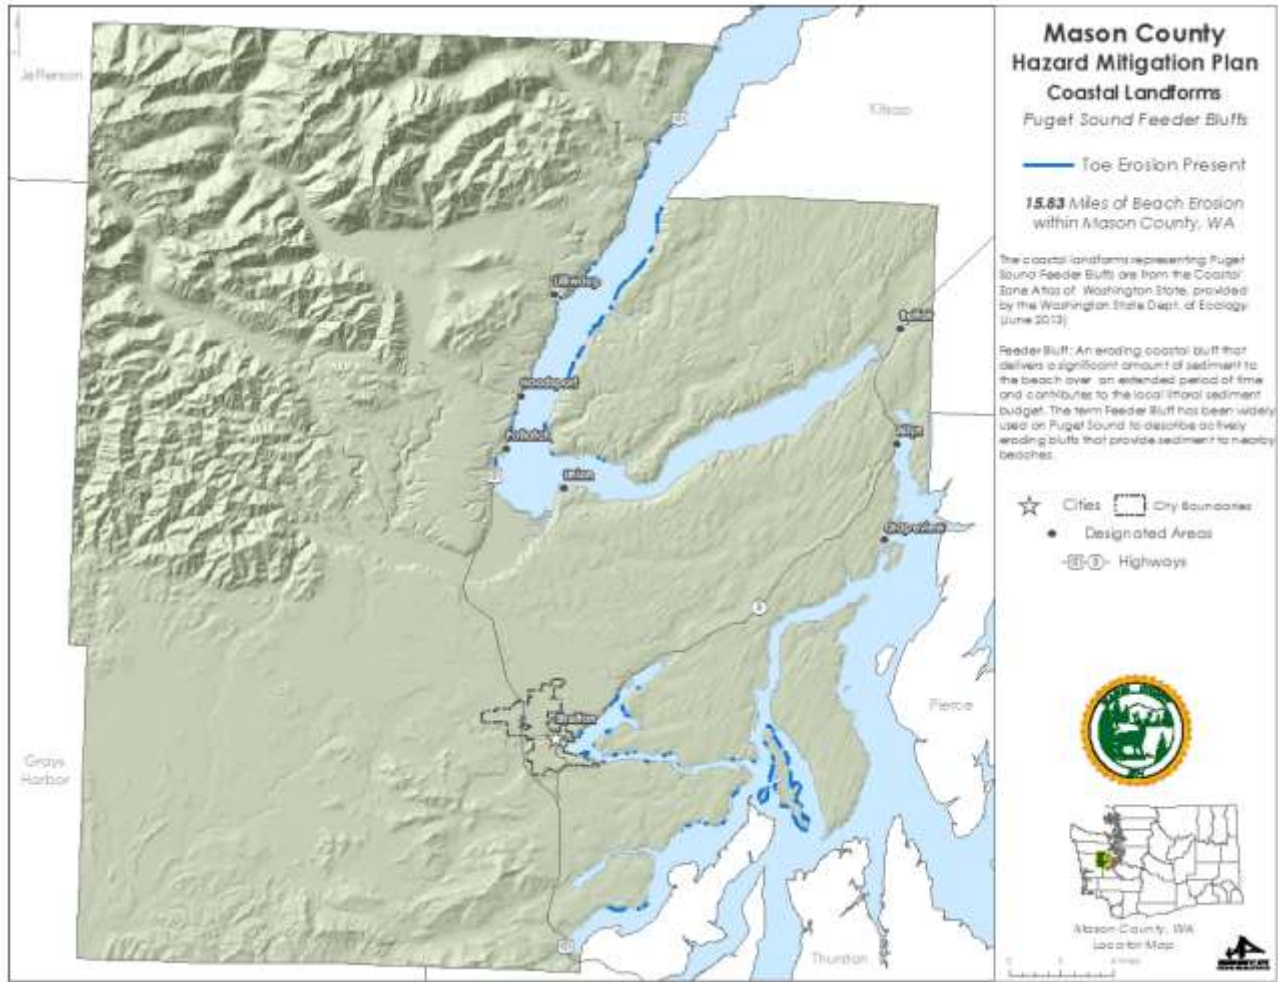 Mason County
Hazard Mitigation Plan
Coastal Landforms
Puget Sound Feeder Bluffs
Toe Erosion Present
15.83 Miles of Beach Erosion
within Mason County, WA
The coastal landforms representing Puget
Sound Feeder Bluffs are from the Coastal
Zone Atlas of Washington State, provided
by the Washington State Dept. of Ecology
(June 2013)
Feeder Bluff: An eroding coastal bluff that
delivers a significant amount of sediment to
the beach over an extended period of time
and contributes to the local littoral sediment
budget. The term Feeder Bluff has been widely
used on Puget Sound to describe actively
eroding bluffs that provide sediment to nearby
beaches.
Cities
City Boundaries
Designated Areas
Highways
Mason County, WA
Locator Map
Jefferson
Kitsap
Lilliwaup
Belfair
Hoodsport
Potlatch
Allyn
Union
Grapeview
3
Shelton
Pierce
Grays
Harbor
101
Thurston